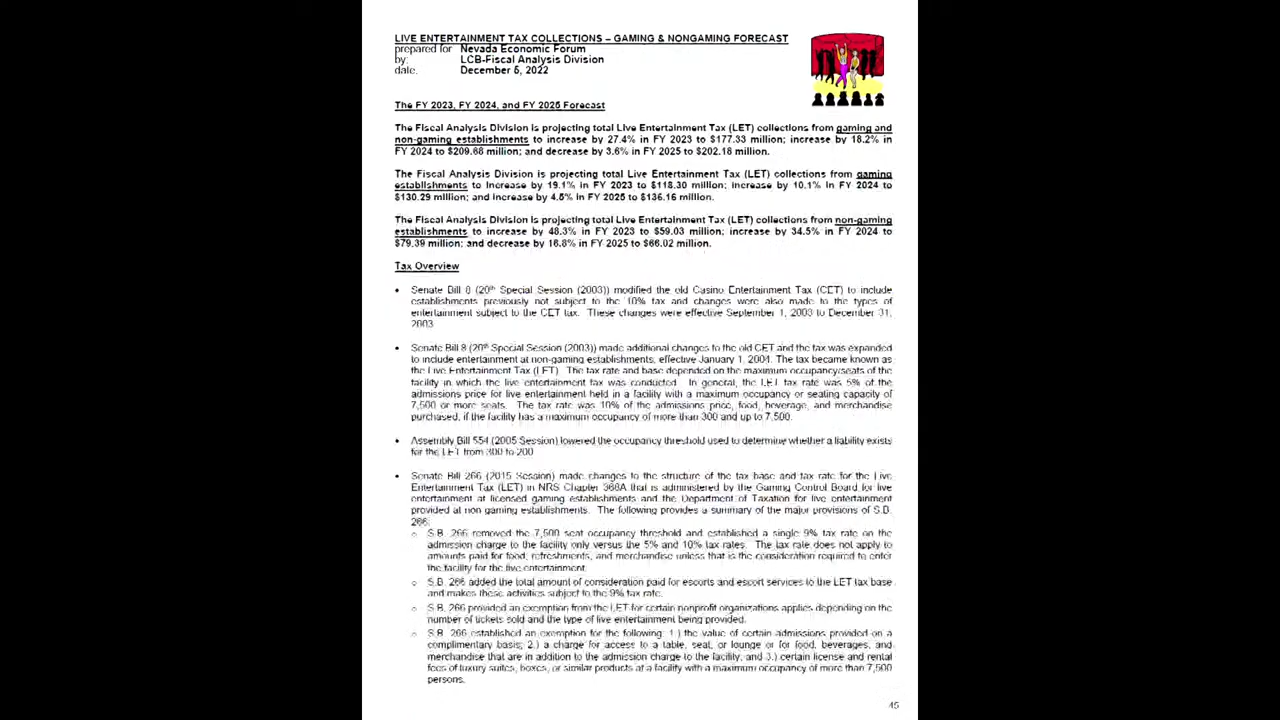 LIVE ENTERTAINMENT TAX COLLECTIONS – GAMING & NONGAMING FORECAST
prepared for Nevada Economic Forum
by: LCB-Fiscal Analysis Division
date. December 5, 2022
The FY 2023, FY 2024, and FY 2025 Forecast
The Fiscal Analysis Division is projecting total Live Entertainment Tax (LET) collections from gaming and
non-gaming establishments to increase by 27.4% in FY 2023 to $177.33 million; increase by 18.2% in
FY 2024 to $209.68 million; and decrease by 3.6% in FY 2025 to $202.18 million.
The Fiscal Analysis Division is projecting total Live Entertainment Tax (LET) collections from gaming
establishments to increase by 19.1% in FY 2023 to $118.30 million; increase by 10.1% in FY 2024 to
$130.29 million; and increase by 4.5% in FY 2025 to $136.16 million.
The Fiscal Analysis Division is projecting total Live Entertainment Tax (LET) collections from non-gaming
establishments to increase by 48.3% in FY 2023 to $59.03 million; increase by 34.5% in FY 2024 to
$79.39 million; and decrease by 16.8% in FY 2025 to $66.02 million.
Tax Overview
• Senate Bill 8 (20th Special Session (2003)) modified the old Casino Entertainment Tax (CET) to include
establishments previously not subject to the 10% tax and changes were also made to the types of
entertainment subject to the CET tax. These changes were effective September 1, 2003 to December 31,
2003
• Senate Bill 8 (20th Special Session (2003)) made additional changes to the old CET and the tax was expanded
to include entertainment at non-gaming establishments, effective January 1, 2004. The tax became known as
the Live Entertainment Tax (LET). The tax rate and base depended on the maximum occupancy/seats of the
facility in which the live entertainment tax was conducted. In general, the LET tax rate was 5% of the
admissions price for live entertainment held in a facility with a maximum occupancy or seating capacity of
7,500 or more seats. The tax rate was 10% of the admissions price, food, beverage, and merchandise
purchased, if the facility has a maximum occupancy of more than 300 and up to 7,500.
• Assembly Bill 554 (2005 Session) lowered the occupancy threshold used to determine whether a liability exists
for the LET from 300 to 200
• Senate Bill 266 (2015 Session) made changes to the structure of the tax base and tax rate for the Live
Entertainment Tax (LET) in NRS Chapter 368A that is administered by the Gaming Control Board for live
entertainment at licensed gaming establishments and the Department of Taxation for live entertainment
provided at non gaming establishments. The following provides a summary of the major provisions of S.B.
266:
○ S.B. 266 removed the 7,500 seat occupancy threshold and established a single 9% tax rate on the
admission charge to the facility only versus the 5% and 10% tax rates. The tax rate does not apply to
amounts paid for food, refreshments, and merchandise unless that is the consideration required to enter
the facility for the live entertainment.
○ S.B. 266 added the total amount of consideration paid for escorts and escort services to the LET tax base
and makes these activities subject to the 9% tax rate.
○ S.B. 266 provided an exemption from the LET for certain nonprofit organizations applies depending on the
number of tickets sold and the type of live entertainment being provided.
○ S.B. 266 established an exemption for the following: 1.) the value of certain admissions provided on a
complimentary basis; 2.) a charge for access to a table, seat, or lounge or for food, beverages, and
merchandise that are in addition to the admission charge to the facility; and 3.) certain license and rental
fees of luxury suites, boxes, or similar products at a facility with a maximum occupancy of more than 7,500
persons.
45